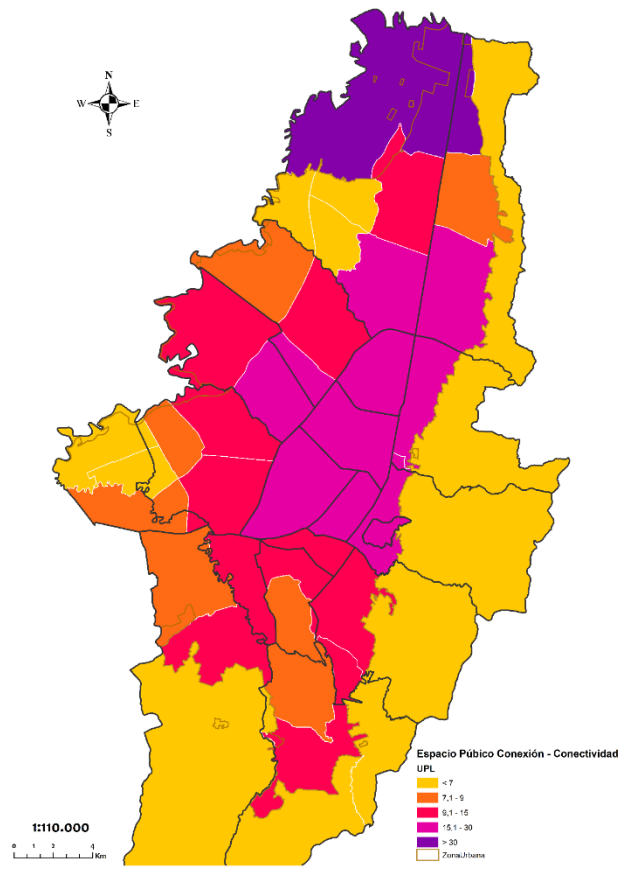 N
W E
S
Espacio Púbico Conexión - Conectividad
UPL
< 7
7,1 - 9
9,1 - 15
15,1 - 30
> 30
ZonaUrbana
1:110.000
0 1 2 4
Km